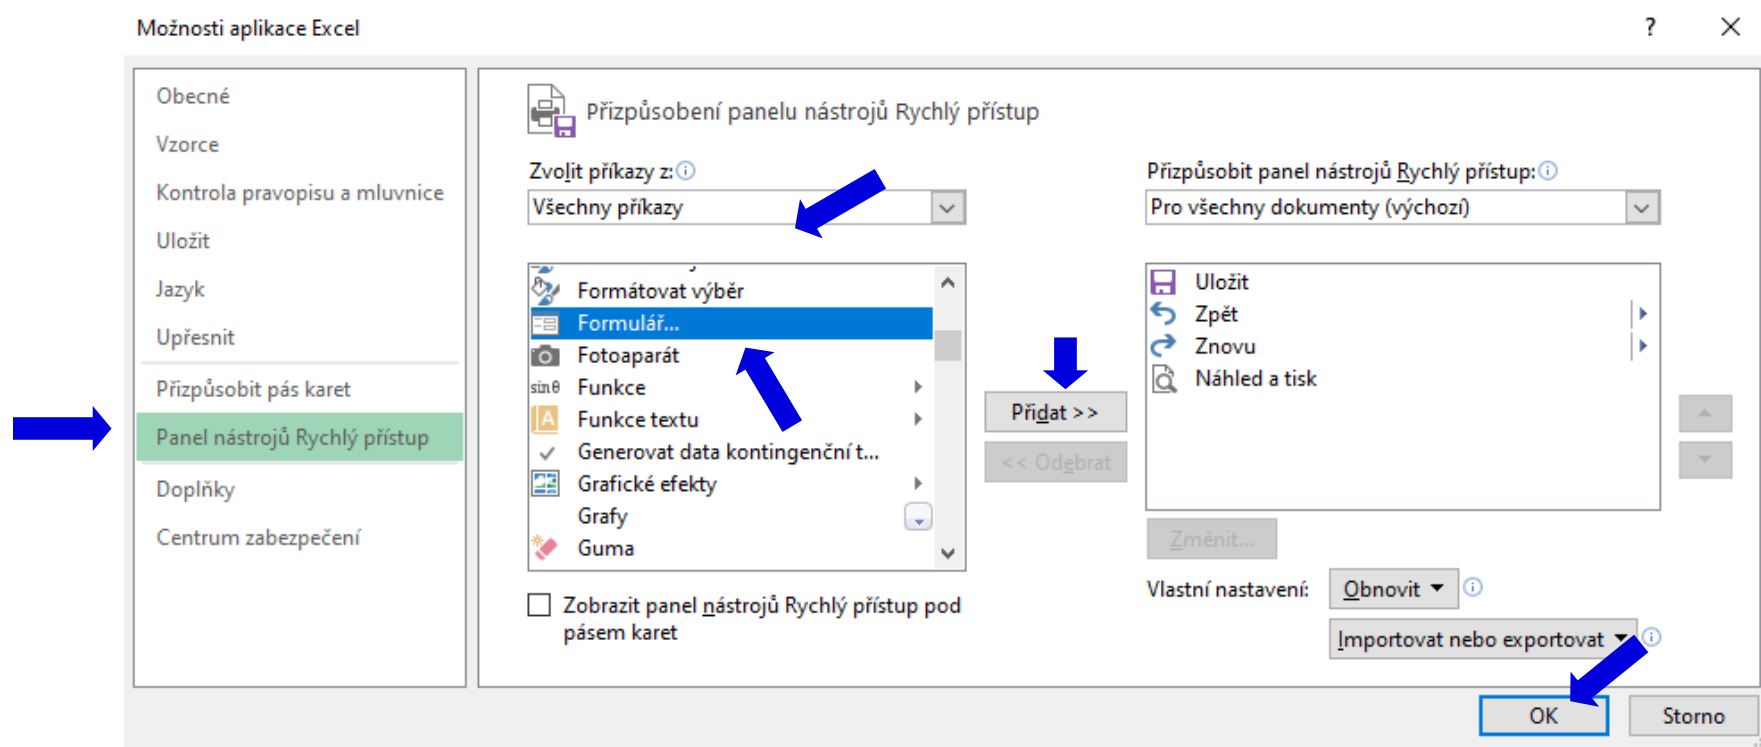 Možnosti aplikace Excel
?
Obecné
Vzorce
Kontrola pravopisu a mluvnice
Uložit
Jazyk
Upřesnit
Přizpůsobit pás karet
Panel nástrojů Rychlý přístup
Doplňky
Centrum zabezpečení
Přizpůsobení panelu nástrojů Rychlý přístup
Zvolit příkazy z:
Všechny příkazy
Formátovat výběr
Formulář...
Fotoaparát
sinθ Funkce
Funkce textu
Generovat data kontingenční t...
Grafické efekty
Grafy
Guma
Zobrazit panel nástrojů Rychlý přístup pod
pásem karet
Přidat >>
<< Odebrat
Přizpůsobit panel nástrojů Rychlý přístup:
Pro všechny dokumenty (výchozí)
Uložit
Zpět
Znovu
Náhled a tisk
Změnit...
Vlastní nastavení: Obnovit
Importovat nebo exportovat
OK
Storno